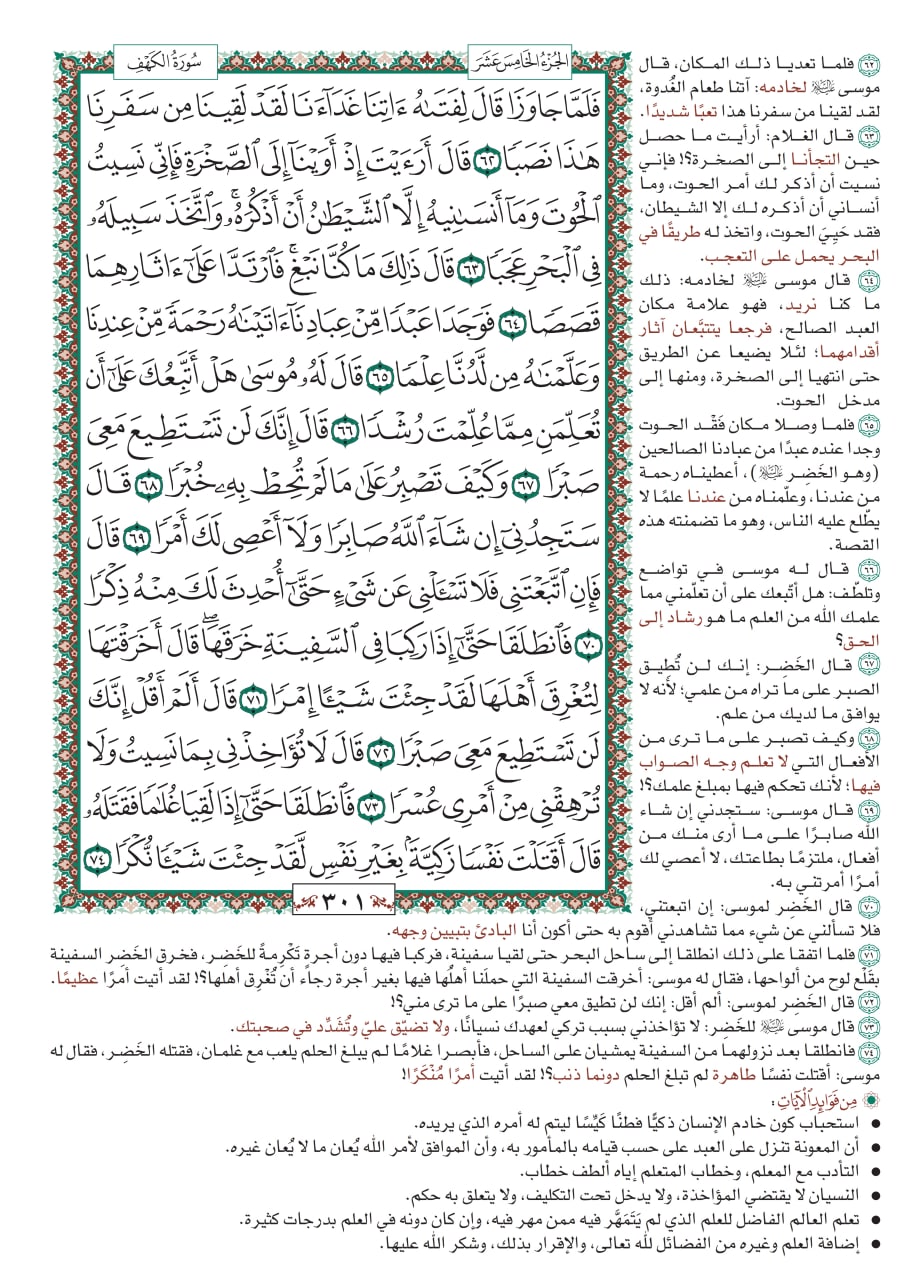 الجُزْءُ الخَامِسَ عَشَرَ
سُورَةُ الكَهْفِ
فَلَمَّا جَاوَزَا قَالَ لِفَتَىٰهُ ءَاتِنَا غَدَآءَنَا لَقَدْ لَقِينَا مِن سَفَرِنَا
هَٰذَا نَصَبًا ٦٢ قَالَ أَرَءَيْتَ إِذْ أَوَيْنَآ إِلَى ٱلصَّخْرَةِ فَإِنِّي نَسِيتُ
ٱلْحُوتَ وَمَآ أَنسَىٰنِيهُ إِلَّا ٱلشَّيْطَٰنُ أَنْ أَذْكُرَهُۥۚ وَٱتَّخَذَ سَبِيلَهُۥ
فِي ٱلْبَحْرِ عَجَبًا ٦٣ قَالَ ذَٰلِكَ مَا كُنَّا نَبْغِۚ فَٱرْتَدَّا عَلَىٰٓ ءَاثَارِهِمَا
قَصَصًا ٦٤ فَوَجَدَا عَبْدًا مِّنْ عِبَادِنَآ ءَاتَيْنَٰهُ رَحْمَةً مِّنْ عِندِنَا
وَعَلَّمْنَٰهُ مِن لَّدُنَّا عِلْمًا ٦٥ قَالَ لَهُۥ مُوسَىٰ هَلْ أَتَّبِعُكَ عَلَىٰٓ أَن
تُعَلِّمَنِ مِمَّا عُلِّمْتَ رُشْدًا ٦٦ قَالَ إِنَّكَ لَن تَسْتَطِيعَ مَعِيَ
صَبْرًا ٦٧ وَكَيْفَ تَصْبِرُ عَلَىٰ مَا لَمْ تُحِطْ بِهِۦ خُبْرًا ٦٨ قَالَ
سَتَجِدُنِيٓ إِن شَآءَ ٱللَّهُ صَابِرًا وَلَآ أَعْصِي لَكَ أَمْرًا ٦٩ قَالَ
فَإِنِ ٱتَّبَعْتَنِي فَلَا تَسْـَٔلْنِي عَن شَيْءٍ حَتَّىٰٓ أُحْدِثَ لَكَ مِنْهُ ذِكْرًا
٧٠ فَٱنطَلَقَا حَتَّىٰٓ إِذَا رَكِبَا فِي ٱلسَّفِينَةِ خَرَقَهَاۖ قَالَ أَخَرَقْتَهَا
لِتُغْرِقَ أَهْلَهَا لَقَدْ جِئْتَ شَيْـًٔا إِمْرًا ٧١ قَالَ أَلَمْ أَقُلْ إِنَّكَ
لَن تَسْتَطِيعَ مَعِيَ صَبْرًا ٧٢ قَالَ لَا تُؤَاخِذْنِي بِمَا نَسِيتُ وَلَا
تُرْهِقْنِي مِنْ أَمْرِي عُسْرًا ٧٣ فَٱنطَلَقَا حَتَّىٰٓ إِذَا لَقِيَا غُلَٰمًا فَقَتَلَهُۥ
قَالَ أَقَتَلْتَ نَفْسًا زَكِيَّةًۢ بِغَيْرِ نَفْسٍ لَّقَدْ جِئْتَ شَيْـًٔا نُّكْرًا ٧٤
٣٠١
٦٢ فلما تعديا ذلك المكان، قال
موسى ﷺ لخادمه: آتنا طعام الغُدوة،
لقد لقينا من سفرنا هذا تعبًا شديدًا.
٦٣ قال الغلام: أرأيت ما حصل
حين التجأنا إلى الصخرة؟! فإني
نسيت أن أذكر لك أمر الحوت، وما
أنساني أن أذكره لك إلا الشيطان،
فقد حَيِيَ الحوت، واتخذ له طريقًا في
البحر يحمل على التعجب.
٦٤ قال موسى ﷺ لخادمه: ذلك
ما كنا نريد، فهو علامة مكان
العبد الصالح، فرجعا يتتبَّعان آثار
أقدامهما؛ لئلا يضيعا عن الطريق
حتى انتهيا إلى الصخرة، ومنها إلى
مدخل الحوت.
٦٥ فلما وصلا مكان فَقْد الحوت
وجدا عنده عبدًا من عبادنا الصالحين
(وهو الخَضِر ﷺ)، أعطيناه رحمة
من عندنا، وعلّمناه من عندنا علمًا لا
يطّلع عليه الناس، وهو ما تضمنته هذه
القصة.
٦٦ قال له موسى في تواضع
وتلطّف: هل أتْبعك على أن تعلّمني مما
علمك الله من العلم ما هو رشاد إلى
الحق؟
٦٧ قال الخَضِر: إنك لن تُطيق
الصبر على ما تراه من علمي؛ لأنه لا
يوافق ما لديك من علم.
٦٨ وكيف تصبر على ما ترى من
الأفعال التي لا تعلم وجه الصواب
فيها؛ لأنك تحكم فيها بمبلغ علمك؟!
٦٩ قال موسى: ستجدني إن شاء
الله صابرًا على ما أرى منك من
أفعال، ملتزمًا بطاعتك، لا أعصي لك
أمرًا أمرتني به.
٧٠ قال الخَضِر لموسى: إن اتبعتني،
فلا تسألني عن شيء مما تشاهدني أقوم به حتى أكون أنا البادئ بتبيين وجهه.
٧١ فلما اتفقا على ذلك انطلقا إلى ساحل البحر حتى لقيا سفينة، فركبا فيها دون أجرةٍ تَكْرِمةً للخَضِر، فخرق الخَضِر السفينة
بقَلْع لوح من ألواحها، فقال له موسى: أخرقت السفينة التي حملَنا أهلُها فيها بغير أجرة رجاء أن تُغْرِق أهلها؟! لقد أتيت أمرًا عظيمًا.
٧٢ قال الخَضِر لموسى: ألم أقل: إنك لن تطيق معي صبرًا على ما ترى مني؟!
٧٣ قال موسى ﷺ للخَضِر: لا تؤاخذني بسبب تركي لعهدك نسيانًا، ولا تضيّق عليّ وتُشَدِّد في صحبتك.
٧٤ فانطلقا بعد نزولهما من السفينة يمشيان على الساحل، فأبصرا غلامًا لم يبلغ الحلم يلعب مع غلمان، فقتله الخَضِر، فقال له
موسى: أقتلت نفسًا طاهرة لم تبلغ الحلم دونما ذنب؟! لقد أتيت أمرًا مُنْكَرًا!
مِن فَوَابِدِ ٱلْآيَاتِ:
● استحباب كون خادم الإنسان ذكيًّا فطنًا كَيِّسًا ليتم له أمره الذي يريده.
● أن المعونة تنزل على العبد على حسب قيامه بالمأمور به، وأن الموافق لأمر الله يُعان ما لا يُعان غيره.
● التأدب مع المعلم، وخطاب المتعلم إياه ألطف خطاب.
● النسيان لا يقتضي المؤاخذة، ولا يدخل تحت التكليف، ولا يتعلق به حكم.
● تعلم العالم الفاضل للعلم الذي لم يَتَمَهَّر فيه ممن مهر فيه، وإن كان دونه في العلم بدرجات كثيرة.
● إضافة العلم وغيره من الفضائل لله تعالى، والإقرار بذلك، وشكر الله عليها.